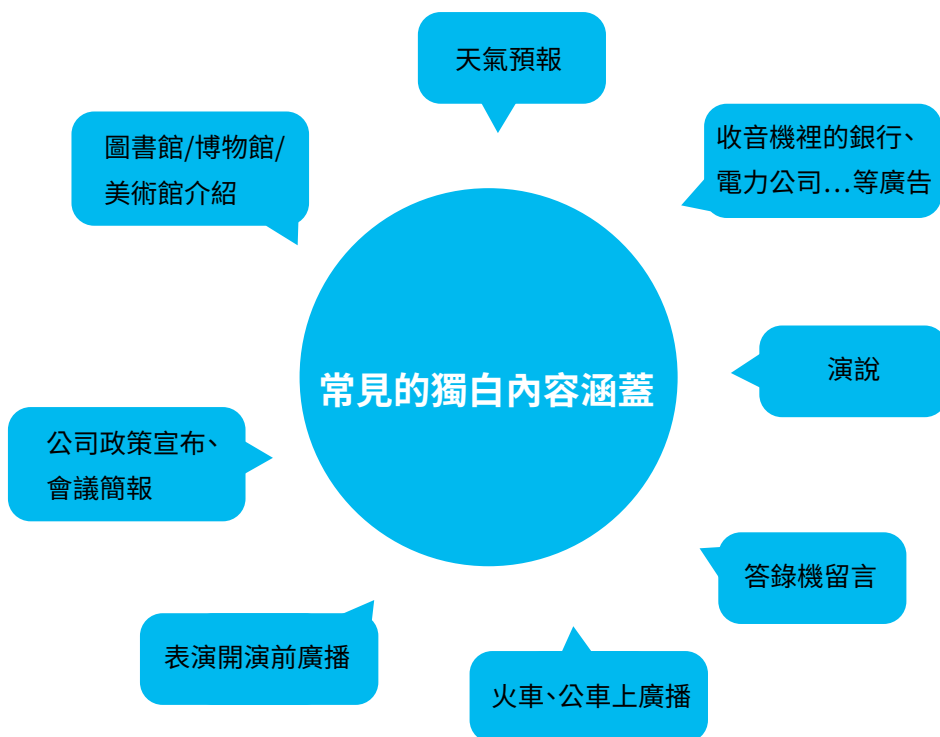 天氣預報
收音機裡的銀行、
電力公司…等廣告
圖書館/博物館/
美術館介紹
常見的獨白內容涵蓋
演說
公司政策宣布、
會議簡報
答錄機留言
表演開演前廣播
火車、公車上廣播